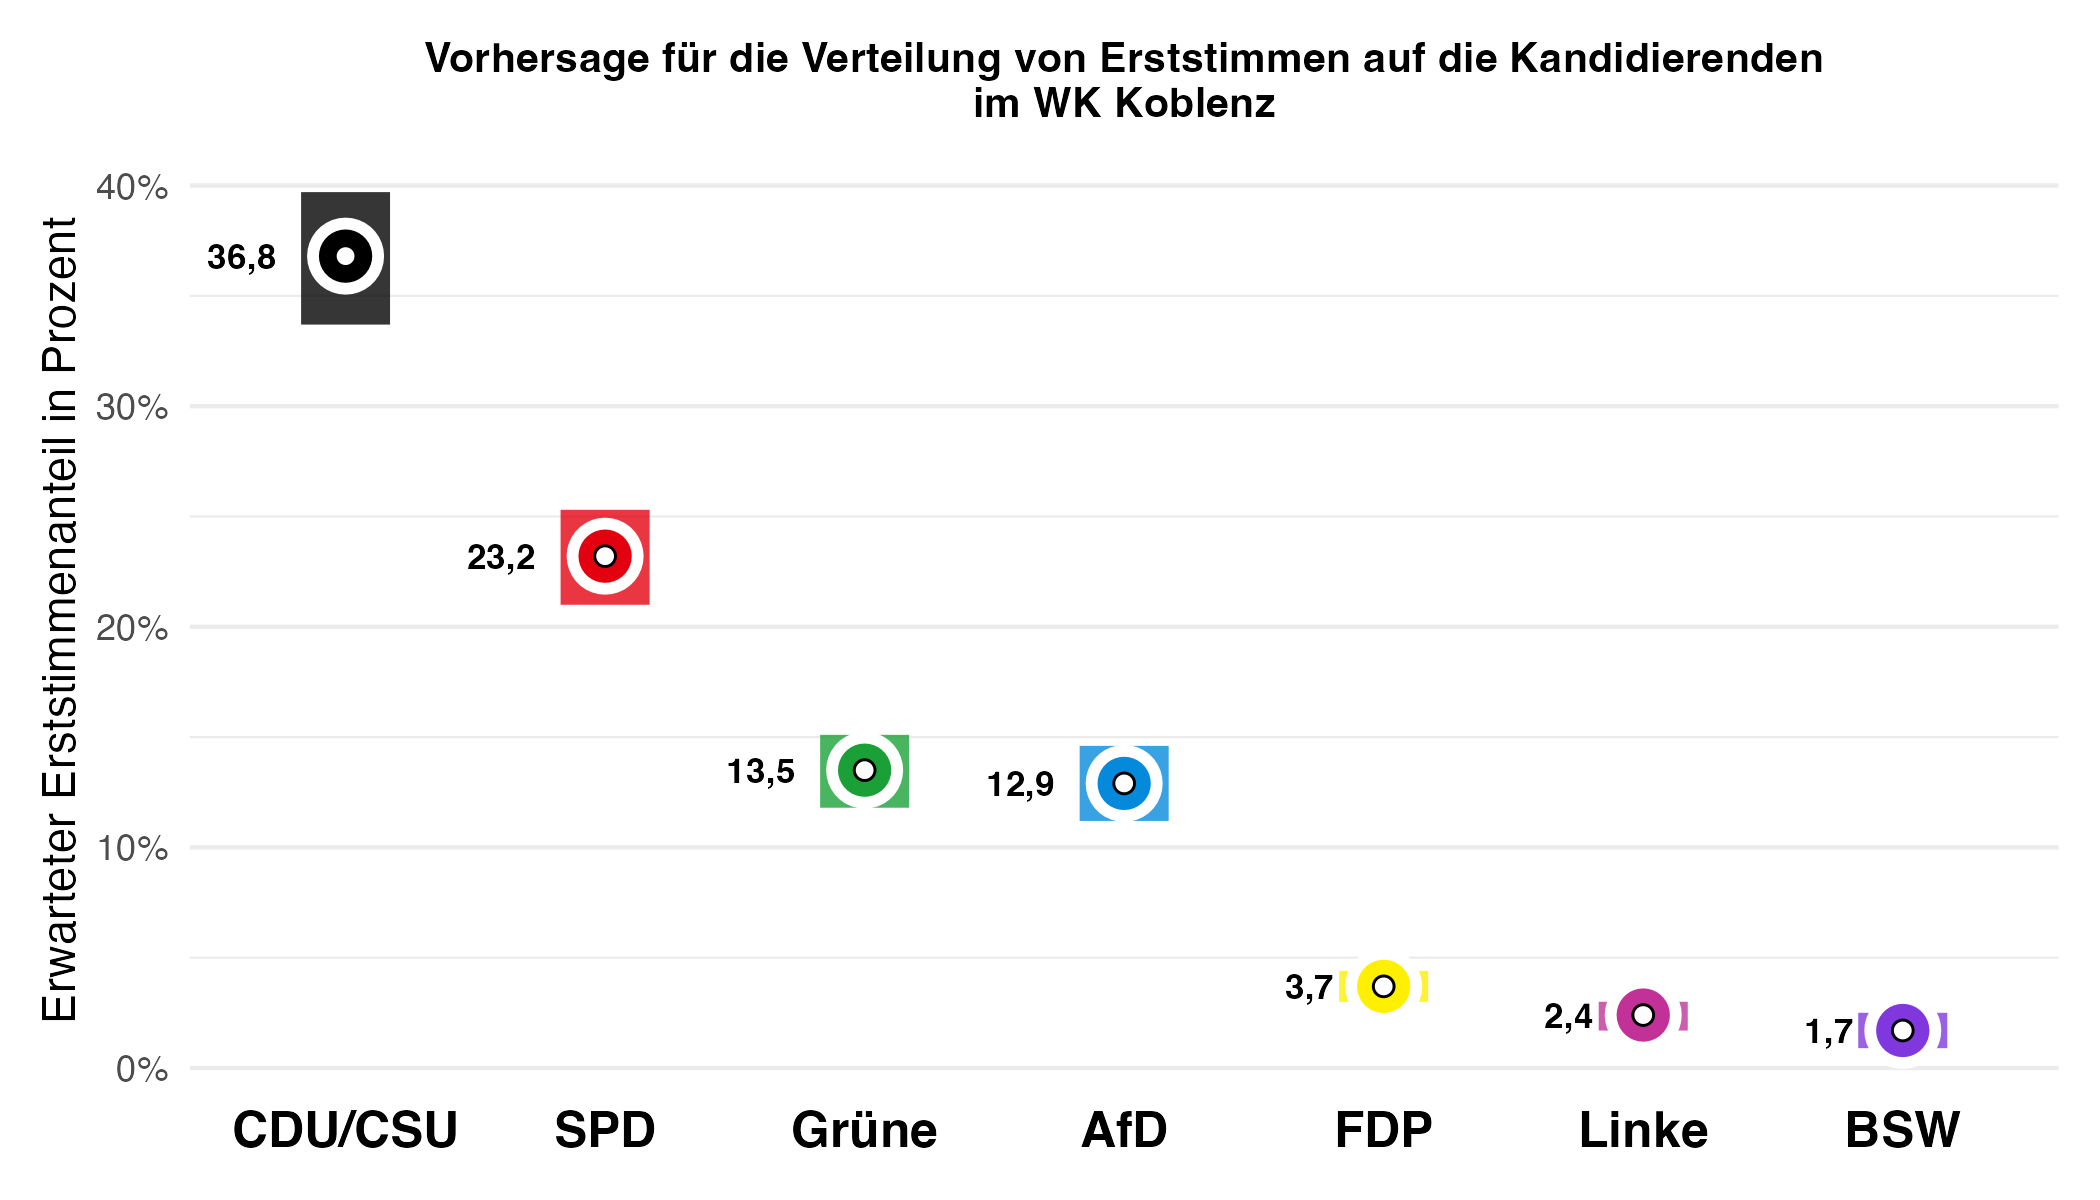 Vorhersage für die Verteilung von Erststimmen auf die Kandidierenden
im WK Koblenz
Erwarteter Erststimmenanteil in Prozent
40%
30%
20%
10%
0%
36,8
23,2
13,5
12,9
3,7
2,4
1,7
CDU/CSU
SPD
Grüne
AfD
FDP
Linke
BSW